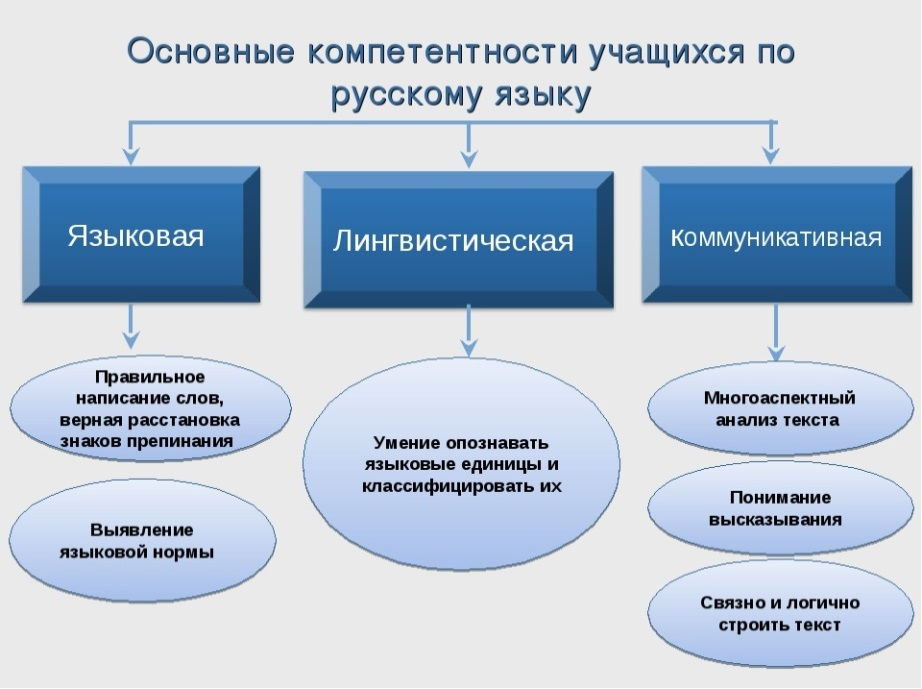 Основные компетентности учащихся по
русскому языку
Языковая
Лингвистическая
Коммуникативная
Правильное
написание слов,
верная расстановка
знаков препинания
Выявление
языковой нормы
Умение опознавать
языковые единицы и
классифицировать их
Многоаспектный
анализ текста
Понимание
высказывания
Связно и логично
строить текст